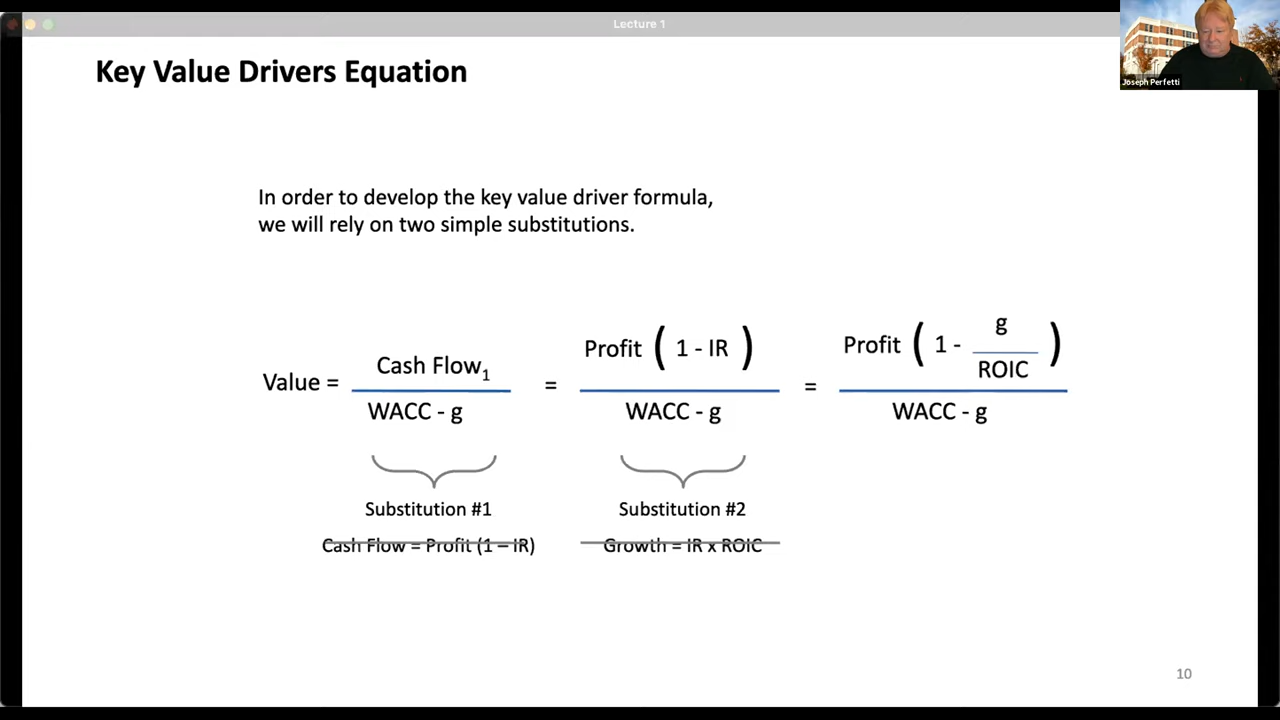 Lecture 1
Joseph Perfetti
Key Value Drivers Equation
In order to develop the key value driver formula,
we will rely on two simple substitutions.
Value = Cash Flow1 / WACC - g = Profit ( 1 - IR ) / WACC - g = Profit ( 1 - g / ROIC ) / WACC - g
Substitution #1
Cash Flow = Profit (1 – IR)
Substitution #2
Growth = IR x ROIC
10